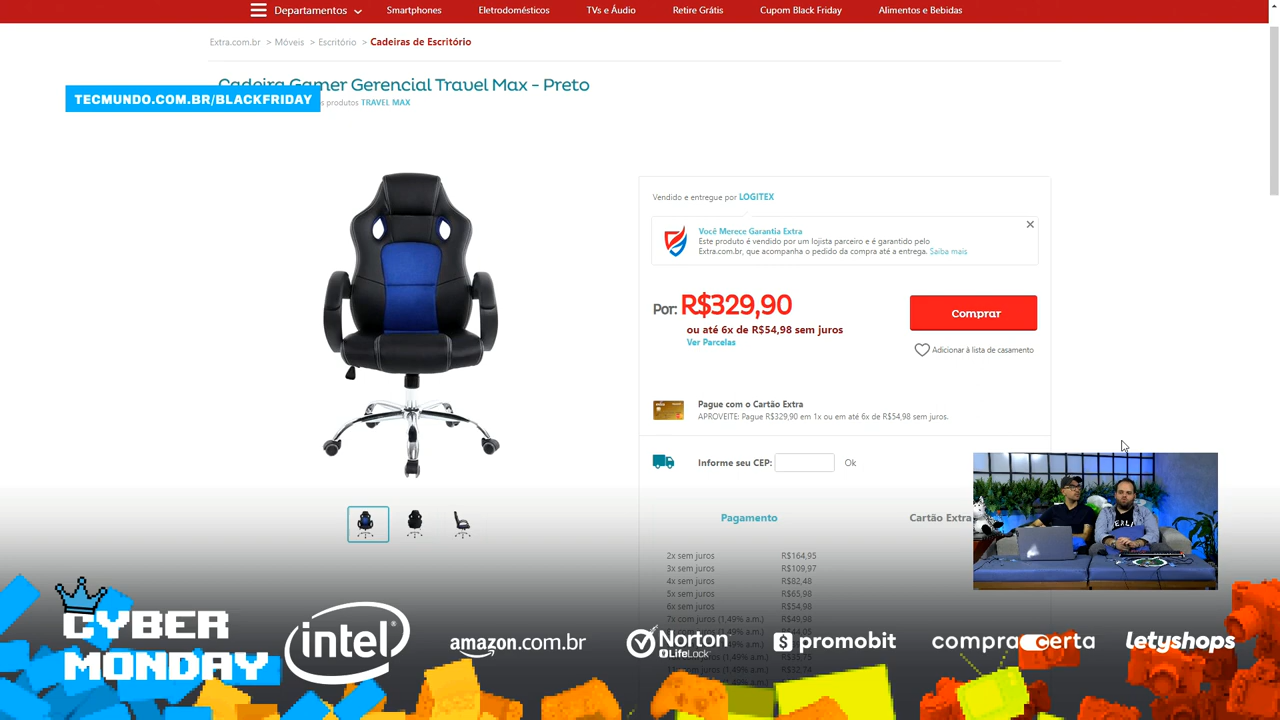 Departamentos
Smartphones
Eletrodomésticos
TVs e Áudio
Retire Grátis
Cupom Black Friday
Alimentos e Bebidas
Extra.com.br > Móveis > Escritório > Cadeiras de Escritório
Cadeira Gamer Gerencial Travel Max - Preto
TECMUNDO.COM.BR/BLACKFRIDAY
produtos TRAVEL MAX
Vendido e entregue por LOGITEX
Você Merece Garantia Extra
Este produto é vendido por um lojista parceiro e é garantido pelo
Extra.com.br, que acompanha o pedido da compra até a entrega. Saiba mais
Por: R$329,90
ou até 6x de R$54,98 sem juros
Ver Parcelas
Comprar
Adicionar à lista de casamento
Pague com o Cartão Extra
APROVEITE: Pague R$329,90 em 1x ou em até 6x de R$54,98 sem juros.
Informe seu CEP:
Ok
Pagamento
Cartão Extra
2x sem juros R$164,95
3x sem juros R$109,97
4x sem juros R$82,48
5x sem juros R$65,98
6x sem juros R$54,98
7x com juros (1,49% a.m.) R$49,98
CYBER
MONDAY
intel
amazon.com.br
Norton
LifeLock
promobit
compracerta
letyshops